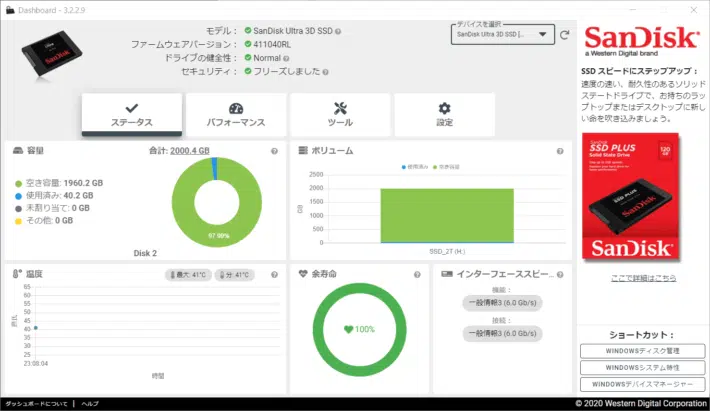 Dashboard — 3.2.2.9
モデル： SanDisk Ultra 3D SSD
ファームウェアバージョン： 411040RL
ドライブの健全性： Normal
セキュリティ： フリーズしました
デバイスを選択
SanDisk Ultra 3D SSD [...
ステータス
パフォーマンス
ツール
設定
容量
合計: 2000.4 GB
空き容量: 1960.2 GB
使用済み: 40.2 GB
未割り当て: 0 GB
その他: 0 GB
97.99%
Disk 2
ボリューム
使用済み
空き容量
GB
2500
2000
1500
1000
500
0
SSD_2T (H:)
温度
最大: 41°C
分: 41°C
65
60
55
50
45
40
35
30
25
23:08:04
時間
余寿命
100%
インターフェーススピー...
機能：
一般情報3 (6.0 Gb/s)
接続：
一般情報3 (6.0 Gb/s)
SanDisk®
a Western Digital brand
SSD スピードにステップアップ：
速度の速い、耐久性のあるソリッド
ステートドライブで、お持ちのラッ
プトップまたはデスクトップに新し
い命を吹き込みましょう。
SanDisk
SSD PLUS
Solid State Drive
120
GB
SanDisk
SSD PLUS
SanDisk
ここで詳細はこちら
ショートカット：
WINDOWSディスク管理
WINDOWSシステム特性
WINDOWSデバイスマネージャー
ダッシュボードについて | ヘルプ
© 2020 Western Digital Corporation